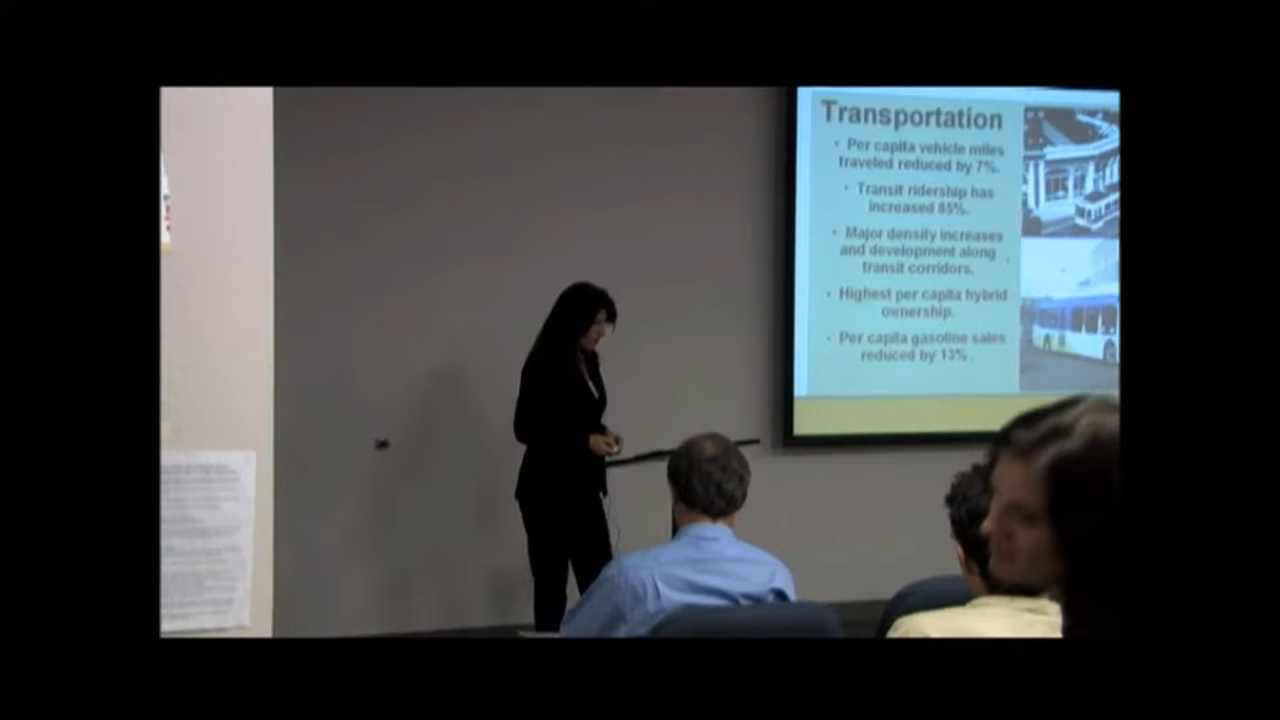 Transportation
· Per capita vehicle miles
traveled reduced by 7%.
· Transit ridership has
increased 85%.
· Major density increases
and development along
transit corridors.
· Highest per capita hybrid
ownership.
· Per capita gasoline sales
reduced by 13% .